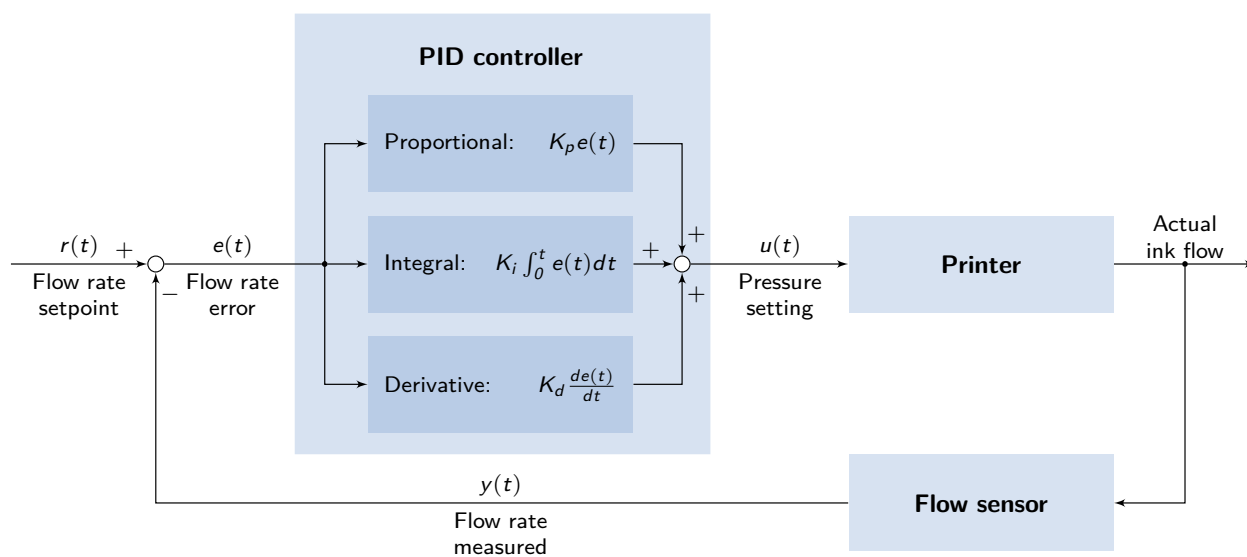 PID controller
Proportional: K_p e(t)
r(t)
+
Flow rate
setpoint
−
e(t)
Flow rate
error
Integral: K_i ∫_0^t e(t)dt
+
+
+
Derivative: K_d \frac{de(t)}{dt}
u(t)
Pressure
setting
Printer
Actual
ink flow
Flow sensor
y(t)
Flow rate
measured